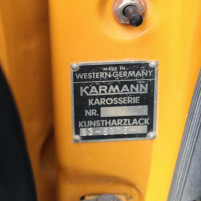 MADE IN
WESTERN-GERMANY
KARMANN
KAROSSERIE
NR.
KUNSTHARZLACK